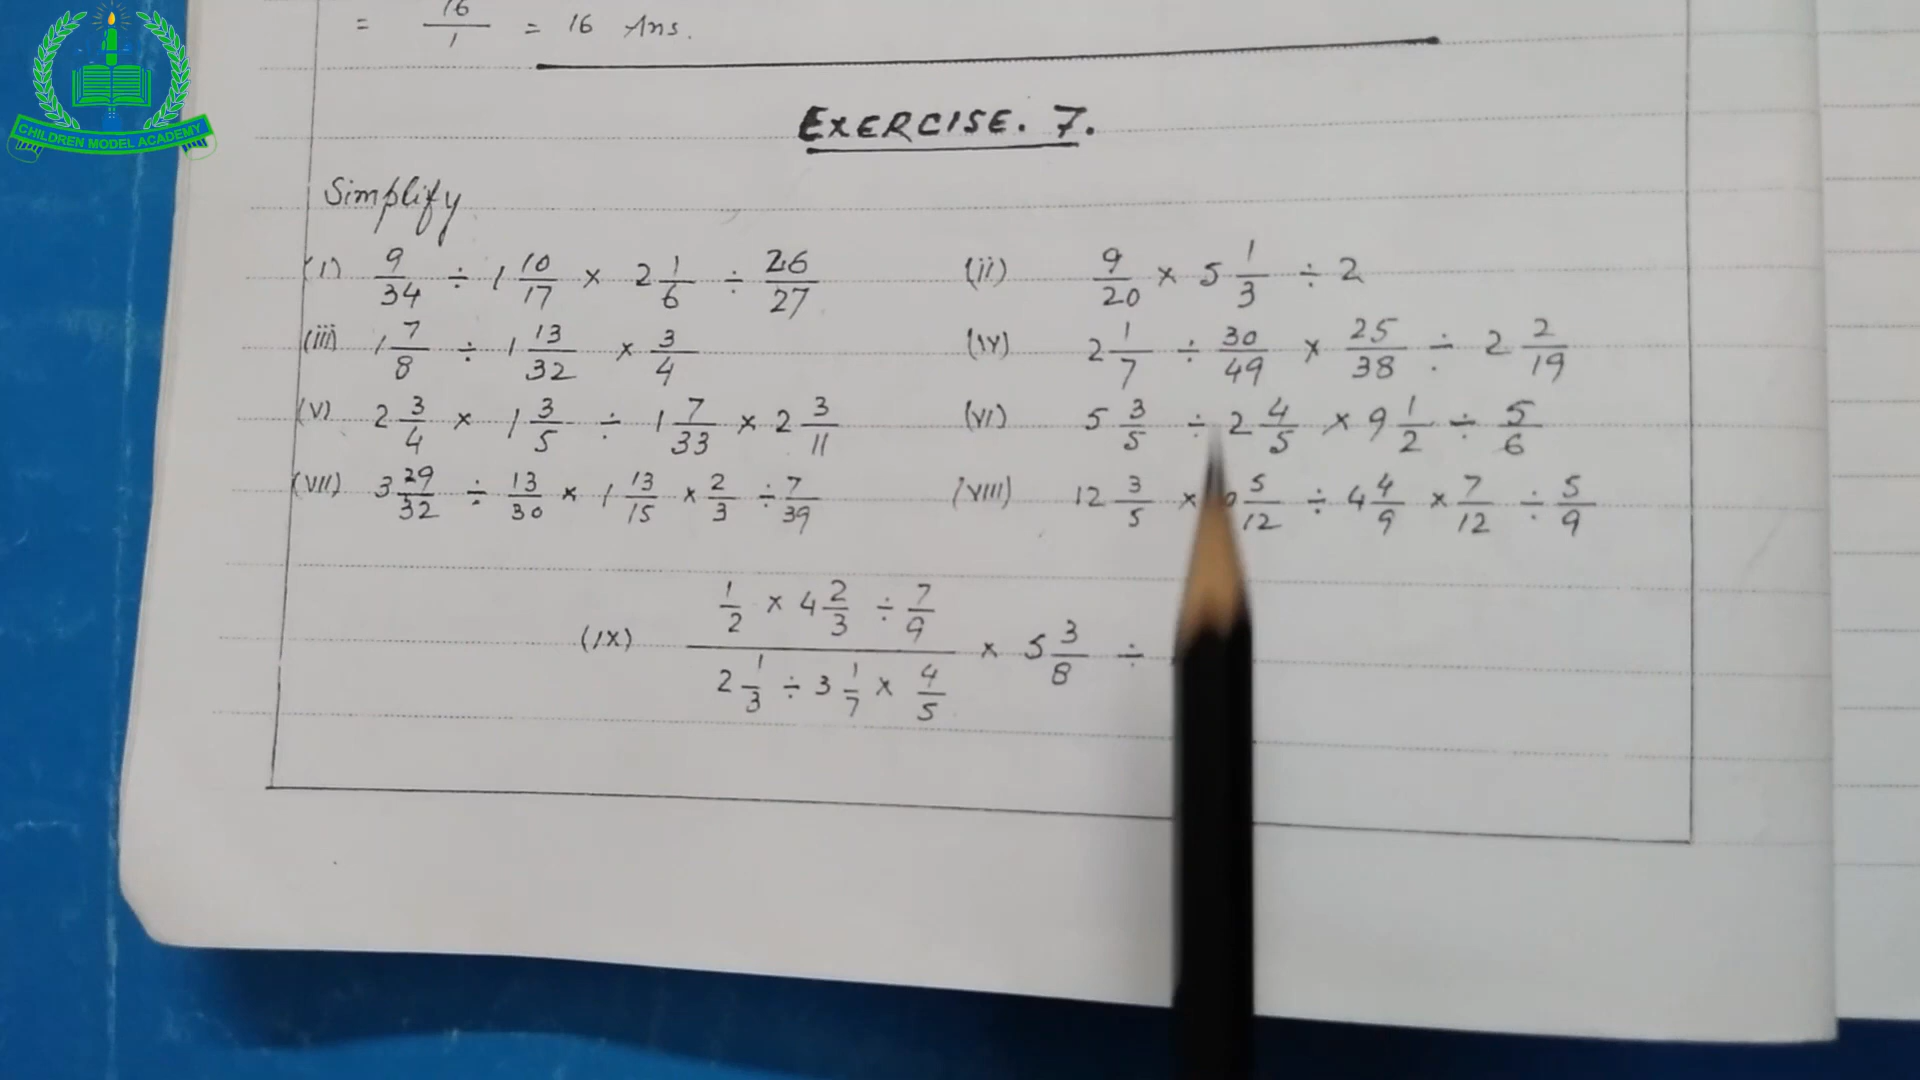 CHILDREN MODEL ACADEMY
= 16/1 = 16 Ans.
EXERCISE. 7.
Simplify
(i) 9/34 ÷ 1 10/17 × 2 1/6 ÷ 26/27 (ii) 9/20 × 5 1/3 ÷ 2
(iii) 1 7/8 ÷ 1 13/32 × 3/4 (iv) 2 1/7 ÷ 30/49 × 25/38 ÷ 2 2/19
(v) 2 3/4 × 1 3/5 ÷ 1 7/33 × 2 3/11 (vi) 5 3/5 ÷ 2 4/5 × 9 1/2 ÷ 5/6
(vii) 3 29/32 ÷ 13/30 × 1 13/15 × 2/3 ÷ 7/39 (viii) 12 3/5 × 5/12 ÷ 4 4/9 × 7/12 ÷ 5/9
(ix) (1/2 × 4 2/3 ÷ 7/9)/(2 1/3 ÷ 3 1/7 × 4/5) × 5 3/8 ÷